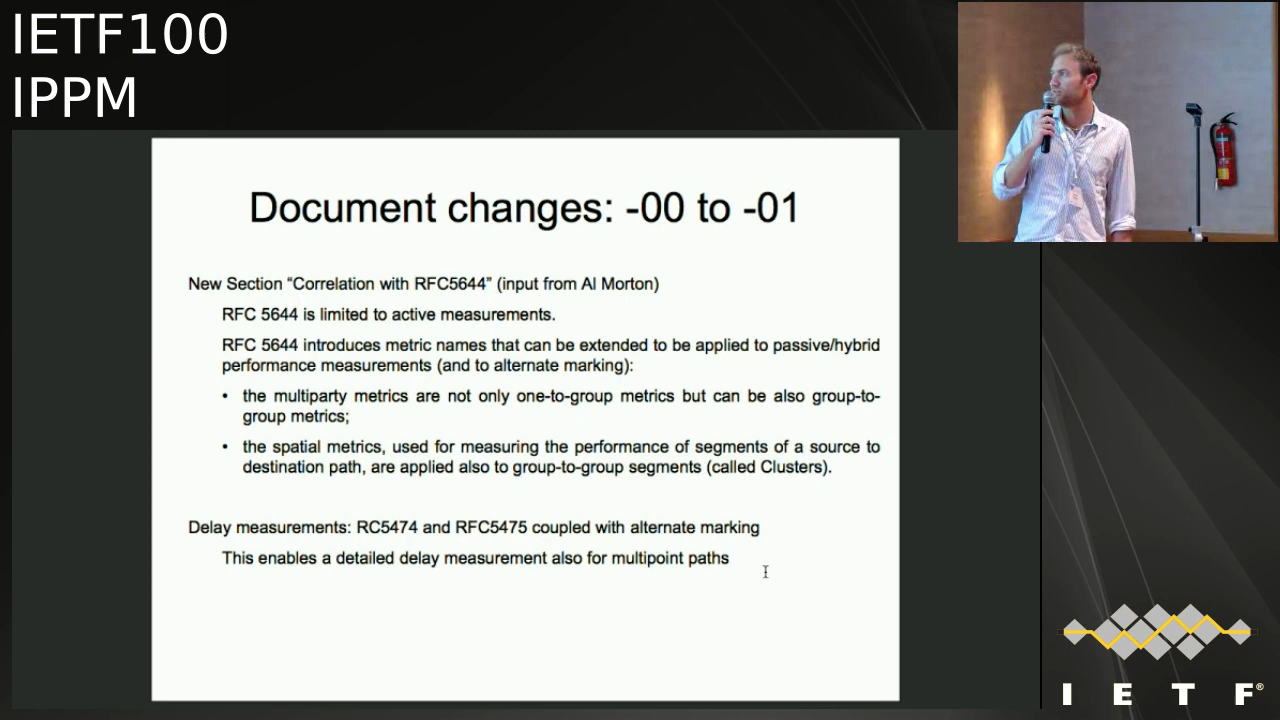 IETF100
IPPM
Document changes: -00 to -01
New Section “Correlation with RFC5644” (input from Al Morton)
RFC 5644 is limited to active measurements.
RFC 5644 introduces metric names that can be extended to be applied to passive/hybrid
performance measurements (and to alternate marking):
• the multiparty metrics are not only one-to-group metrics but can be also group-to-
group metrics;
• the spatial metrics, used for measuring the performance of segments of a source to
destination path, are applied also to group-to-group segments (called Clusters).
Delay measurements: RC5474 and RFC5475 coupled with alternate marking
This enables a detailed delay measurement also for multipoint paths
I E T F®